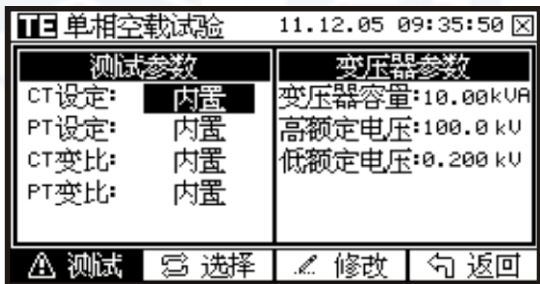 TE 单相空载试验 11.12.05 09:35:50
测试参数
CT设定: 内置
PT设定: 内置
CT变比: 内置
PT变比: 内置
变压器参数
变压器容量:10.00kVA
高额定电压:100.0kV
低额定电压:0.200kV
测试 选择 修改 返回